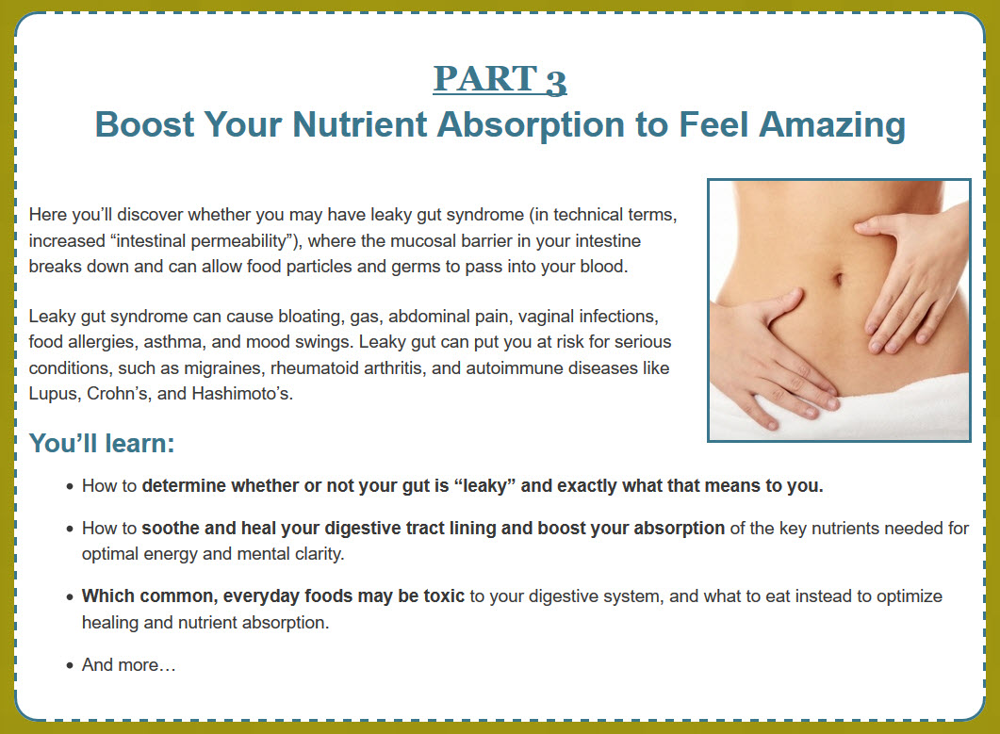 PART 3
Boost Your Nutrient Absorption to Feel Amazing
Here you’ll discover whether you may have leaky gut syndrome (in technical terms,
increased “intestinal permeability”), where the mucosal barrier in your intestine
breaks down and can allow food particles and germs to pass into your blood.
Leaky gut syndrome can cause bloating, gas, abdominal pain, vaginal infections,
food allergies, asthma, and mood swings. Leaky gut can put you at risk for serious
conditions, such as migraines, rheumatoid arthritis, and autoimmune diseases like
Lupus, Crohn’s, and Hashimoto’s.
You’ll learn:
• How to determine whether or not your gut is “leaky” and exactly what that means to you.
• How to soothe and heal your digestive tract lining and boost your absorption of the key nutrients needed for
optimal energy and mental clarity.
• Which common, everyday foods may be toxic to your digestive system, and what to eat instead to optimize
healing and nutrient absorption.
• And more…